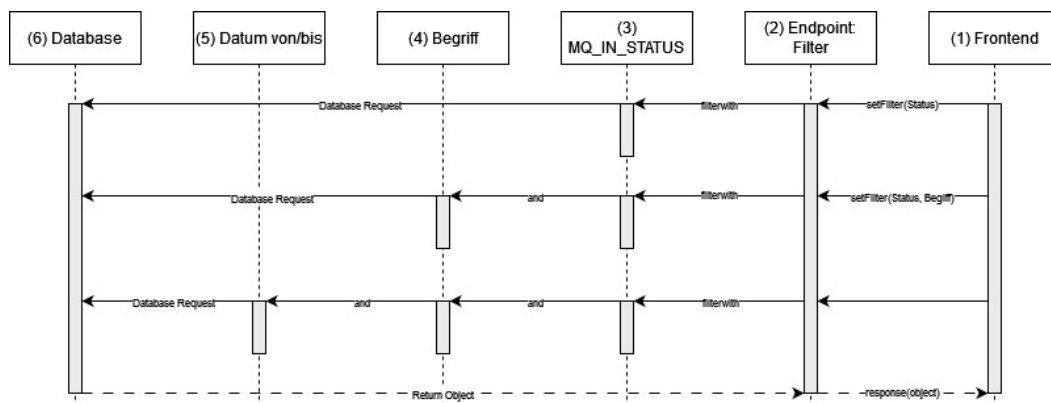 (6) Database
(5) Datum von/bis
(4) Begriff
(3)
MQ_IN_STATUS
(2) Endpoint:
Filter
(1) Frontend
Database Request
filterwith
setFilter(Status)
Database Request
and
filterwith
setFilter(Status, Begiff)
Database Request
and
and
filterwith
Return Object
response(object)